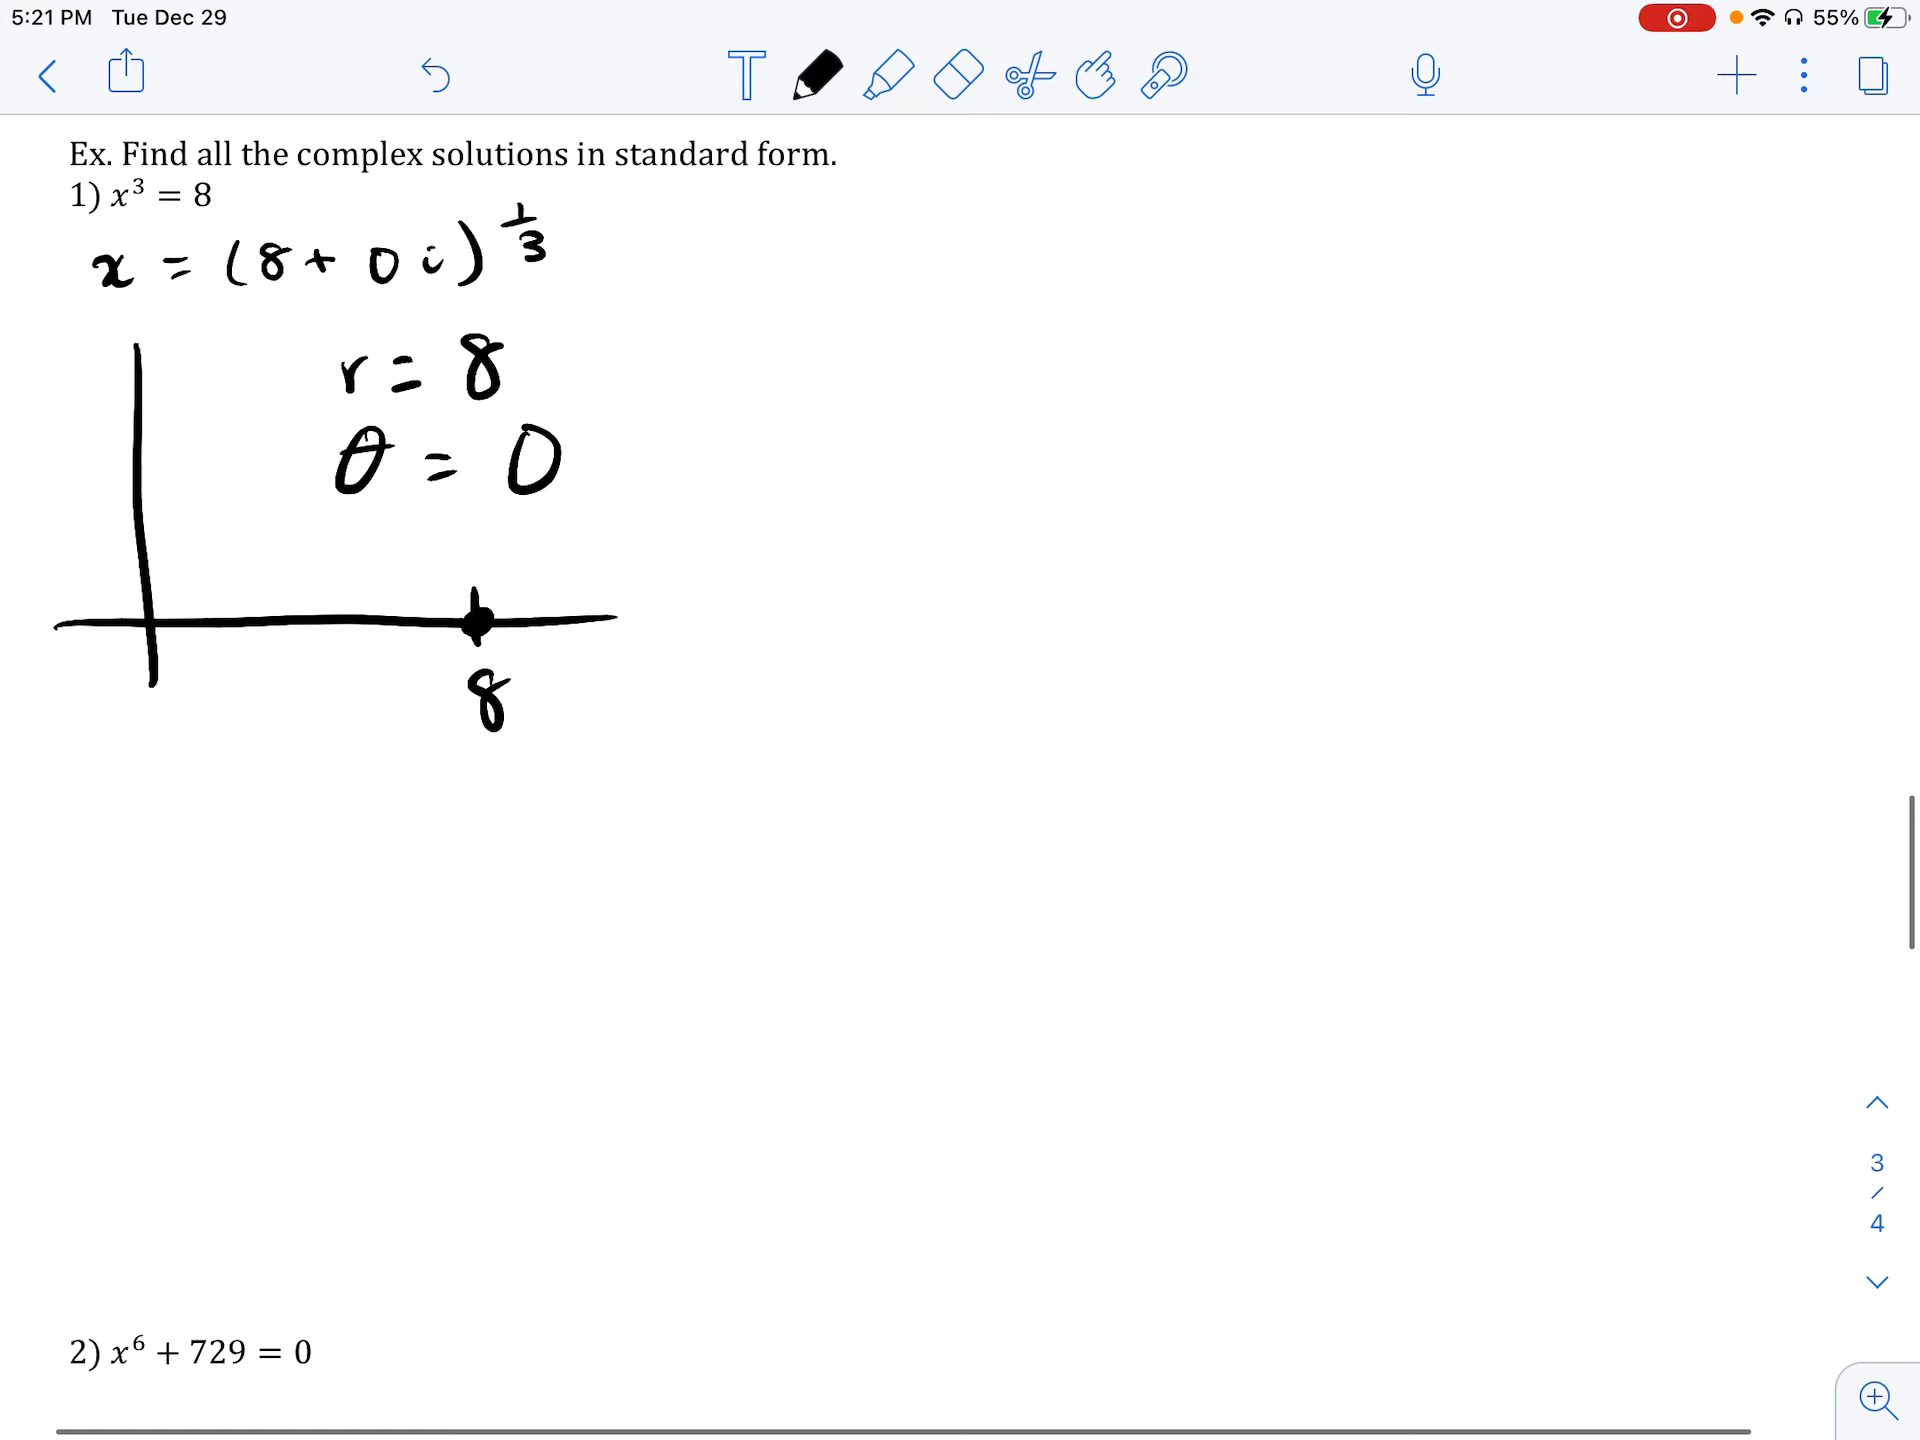 5:21 PM Tue Dec 29 55%
Ex. Find all the complex solutions in standard form.
1) x³ = 8
x = (8 + 0i)^{1/3}
r = 8
θ = 0
8
3
/
4
2) x⁶ + 729 = 0